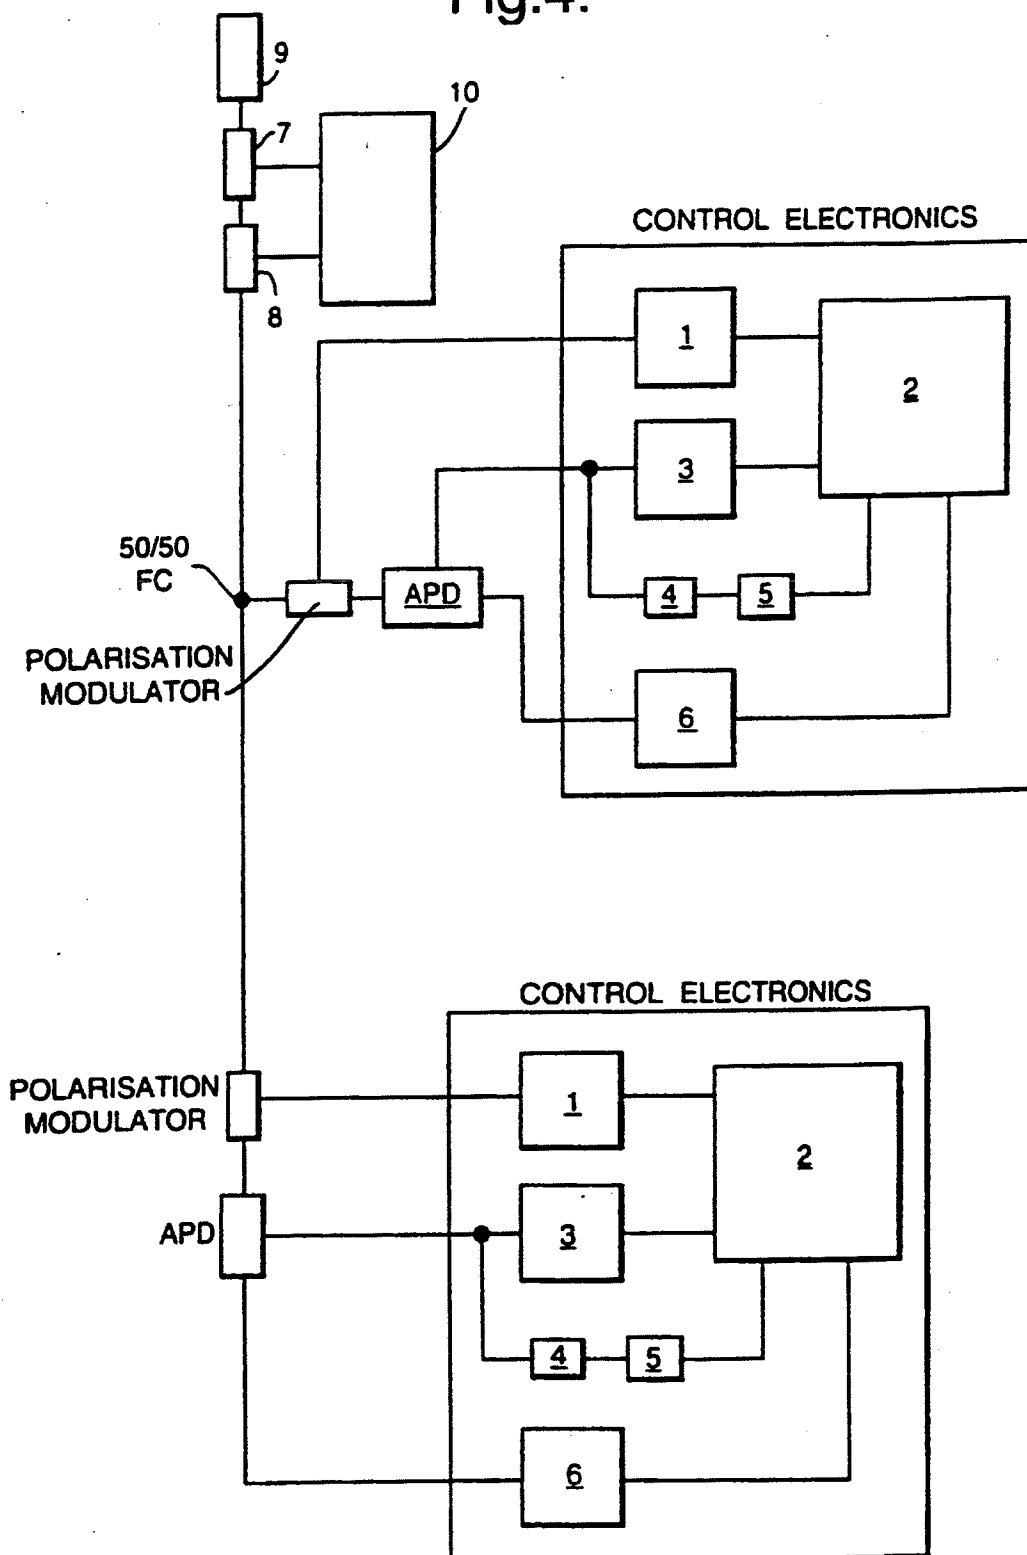 Fig.4.
9
7
10
8
CONTROL ELECTRONICS
1
2
3
50/50
FC
APD
4
5
POLARISATION
MODULATOR
6
CONTROL ELECTRONICS
POLARISATION
MODULATOR
1
2
APD
3
4
5
6